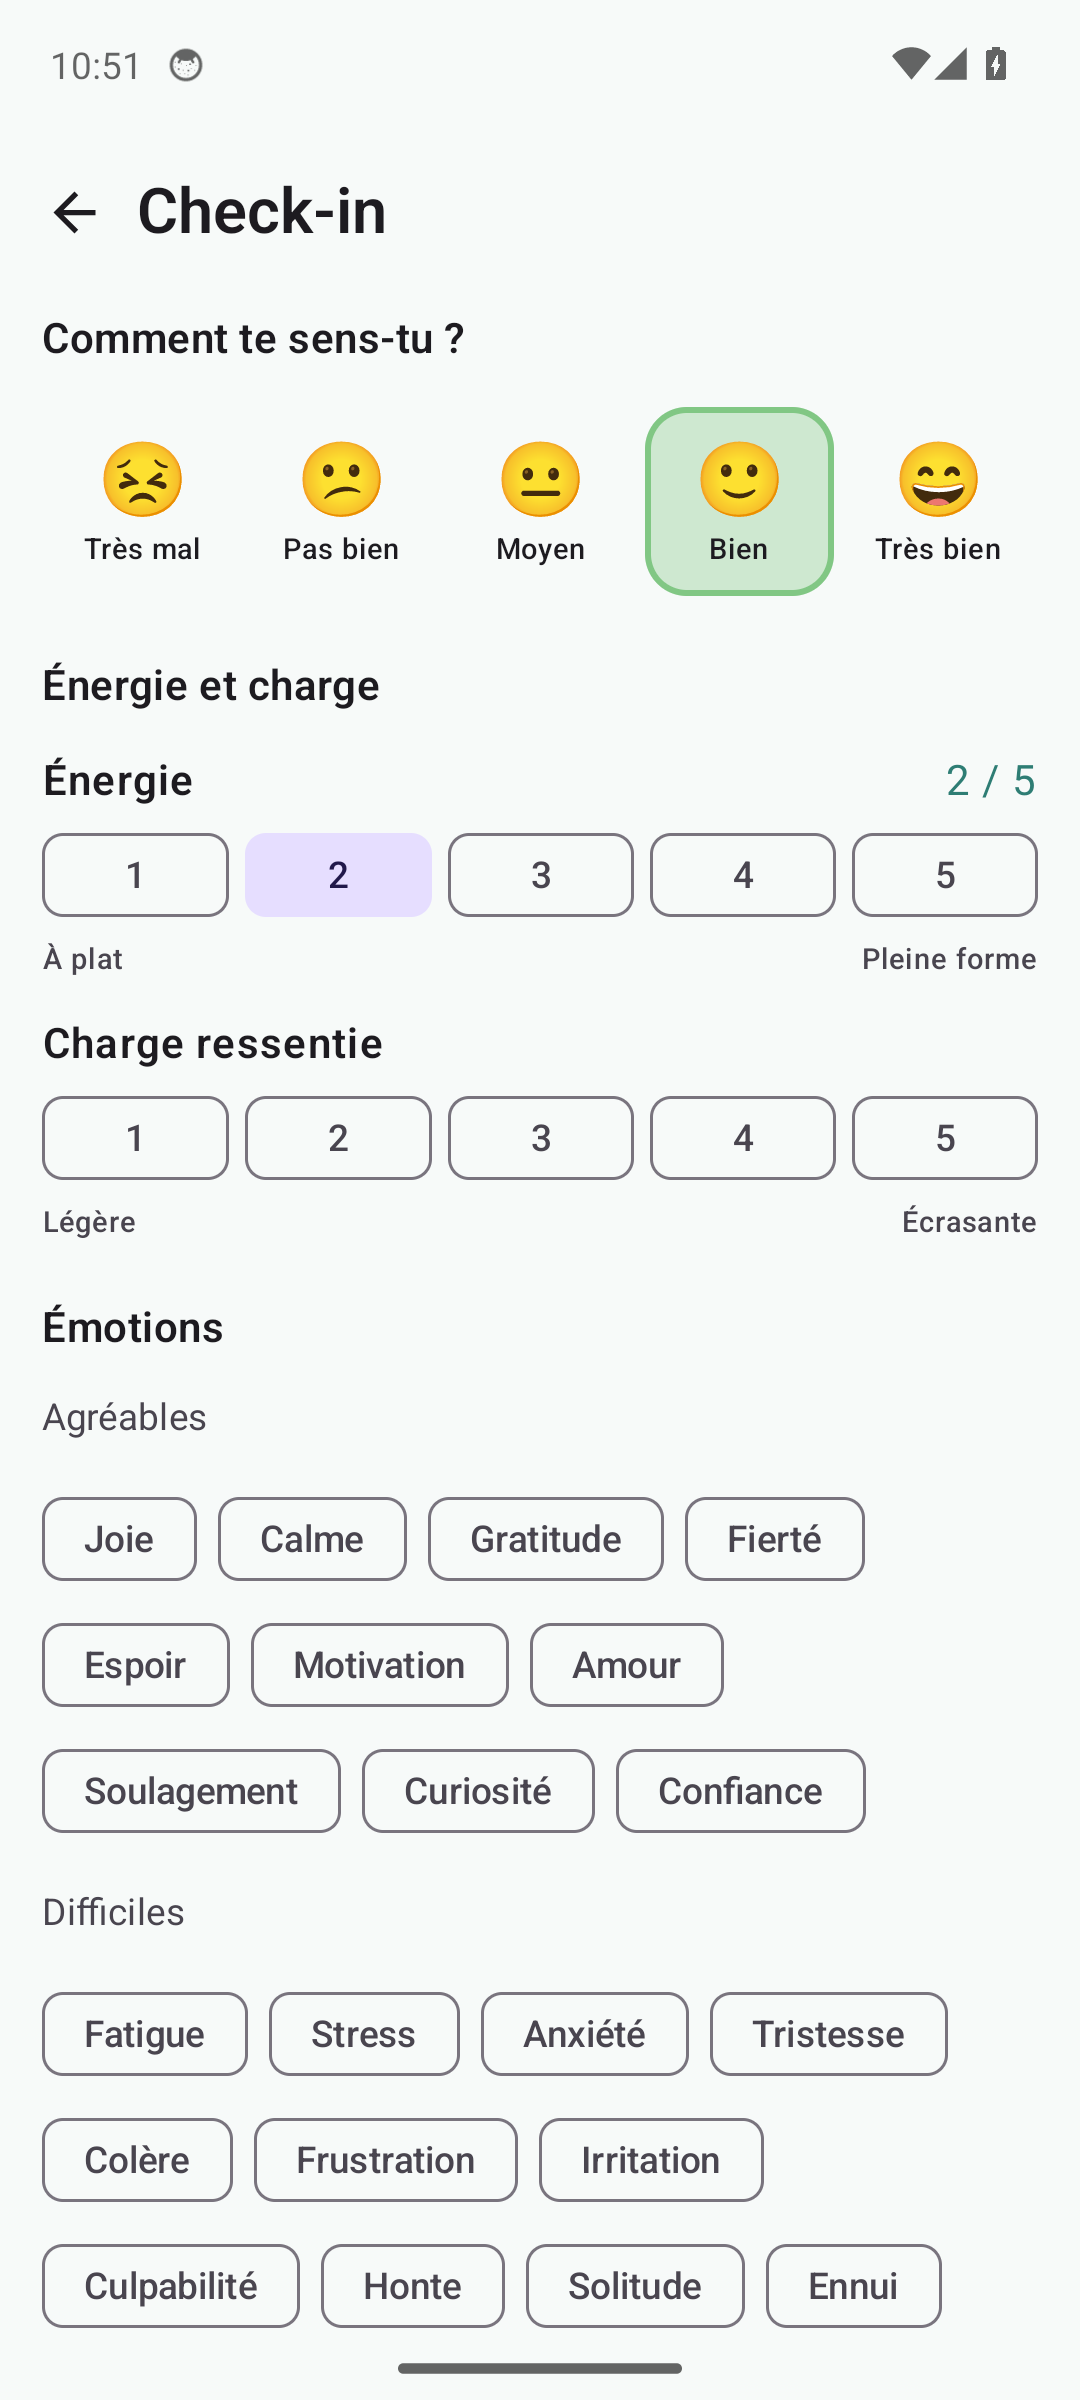 10:51
Check-in
Comment te sens-tu ?
Très mal
Pas bien
Moyen
Bien
Très bien
Énergie et charge
Énergie
2 / 5
1
2
3
4
5
À plat
Pleine forme
Charge ressentie
1
2
3
4
5
Légère
Écrasante
Émotions
Agréables
Joie
Calme
Gratitude
Fierté
Espoir
Motivation
Amour
Soulagement
Curiosité
Confiance
Difficiles
Fatigue
Stress
Anxiété
Tristesse
Colère
Frustration
Irritation
Culpabilité
Honte
Solitude
Ennui